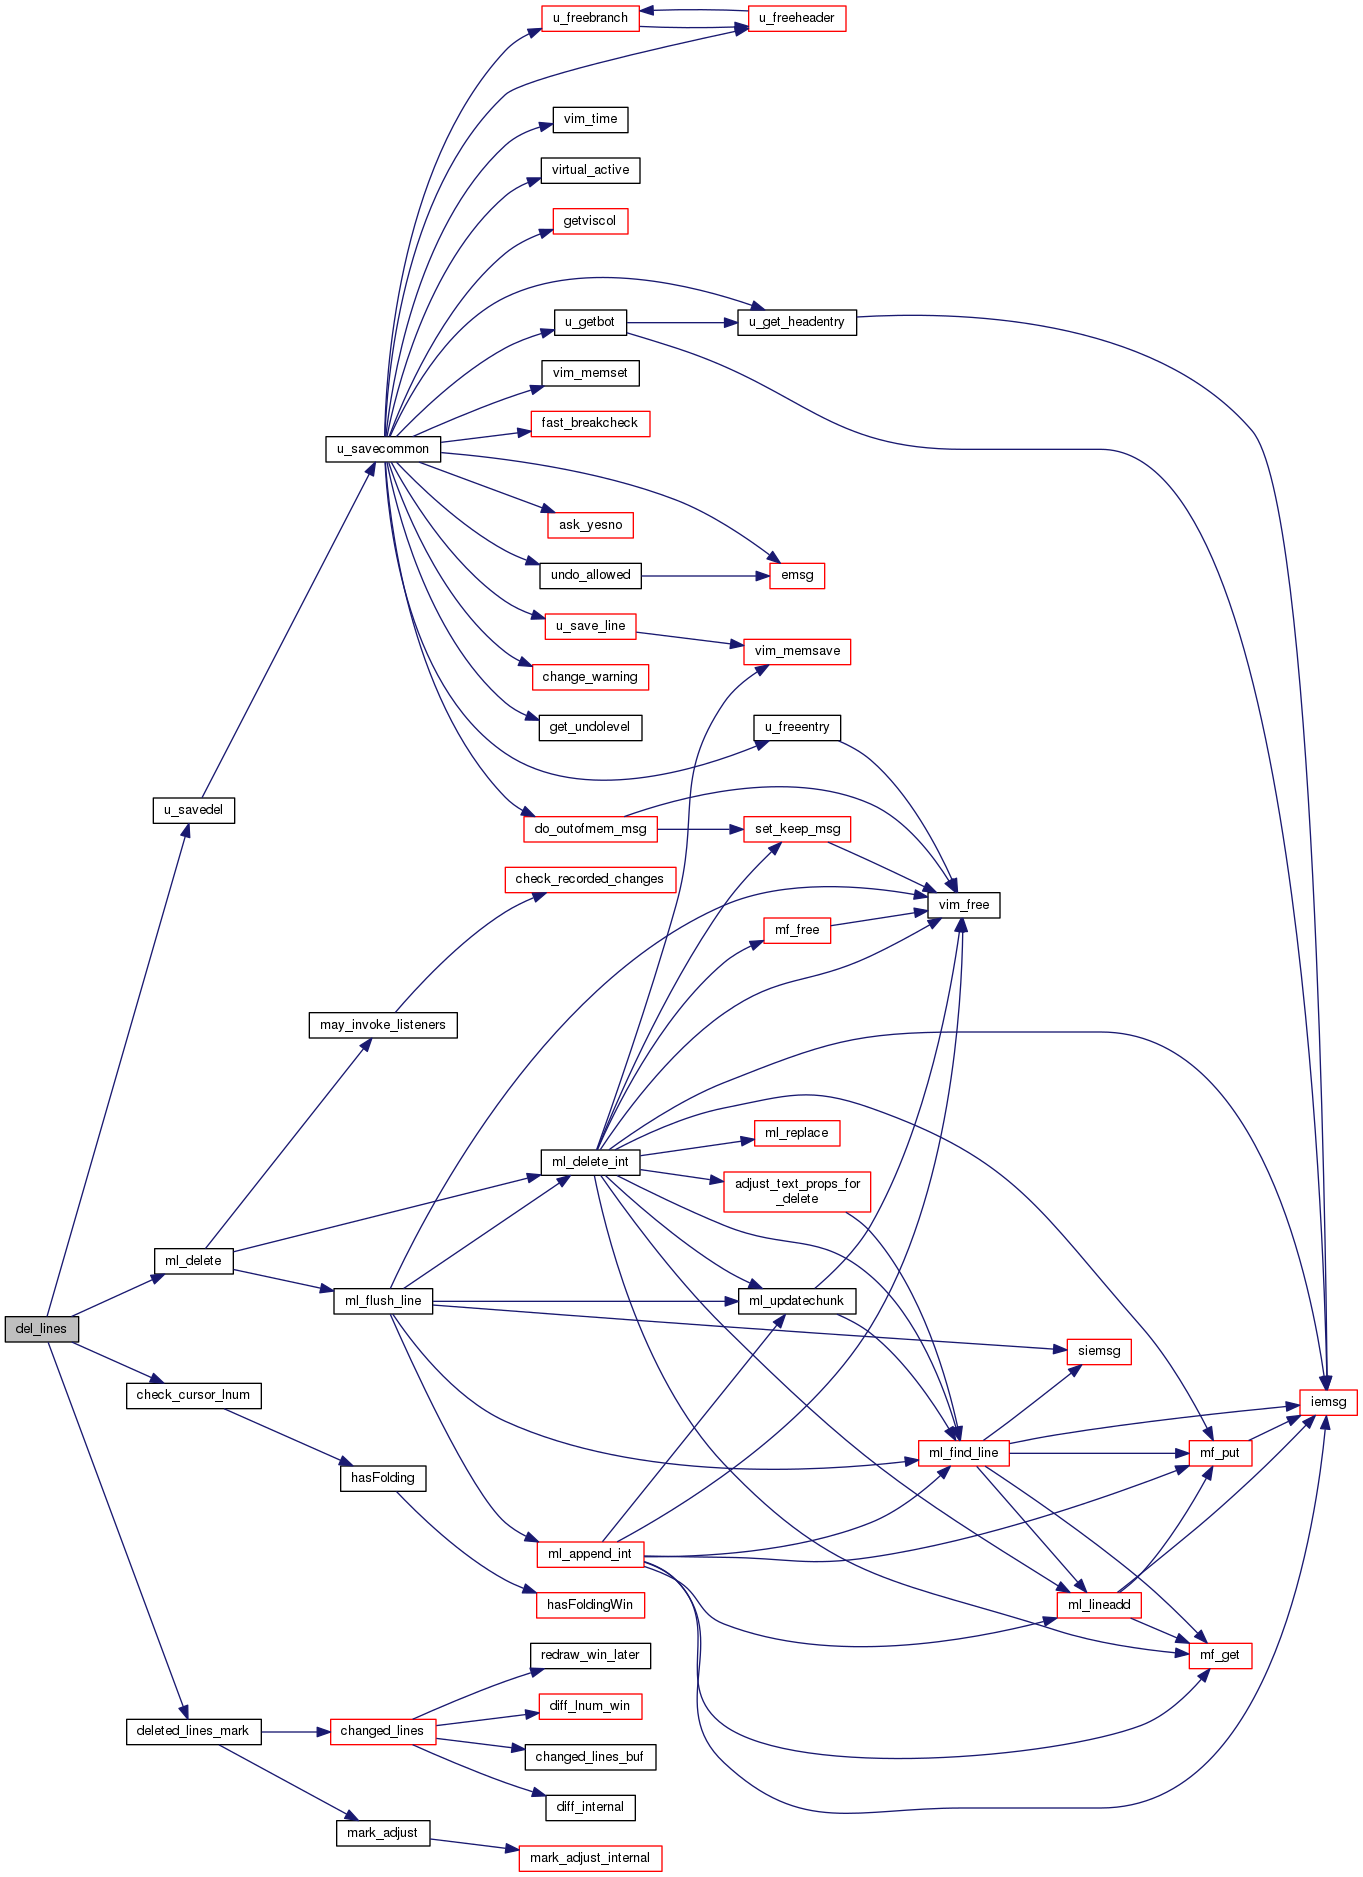 u_freebranch
u_freeheader
vim_time
virtual_active
getviscol
u_getbot
u_get_headentry
vim_memset
fast_breakcheck
u_savecommon
ask_yesno
undo_allowed
emsg
u_save_line
vim_memsave
change_warning
get_undolevel
u_freeentry
u_savedel
do_outofmem_msg
set_keep_msg
check_recorded_changes
vim_free
mf_free
may_invoke_listeners
ml_replace
ml_delete_int
adjust_text_props_for
_delete
ml_delete
ml_flush_line
ml_updatechunk
del_lines
siemsg
check_cursor_lnum
iemsg
ml_find_line
mf_put
hasFolding
ml_append_int
hasFoldingWin
ml_lineadd
redraw_win_later
mf_get
diff_lnum_win
deleted_lines_mark
changed_lines
changed_lines_buf
diff_internal
mark_adjust
mark_adjust_internal